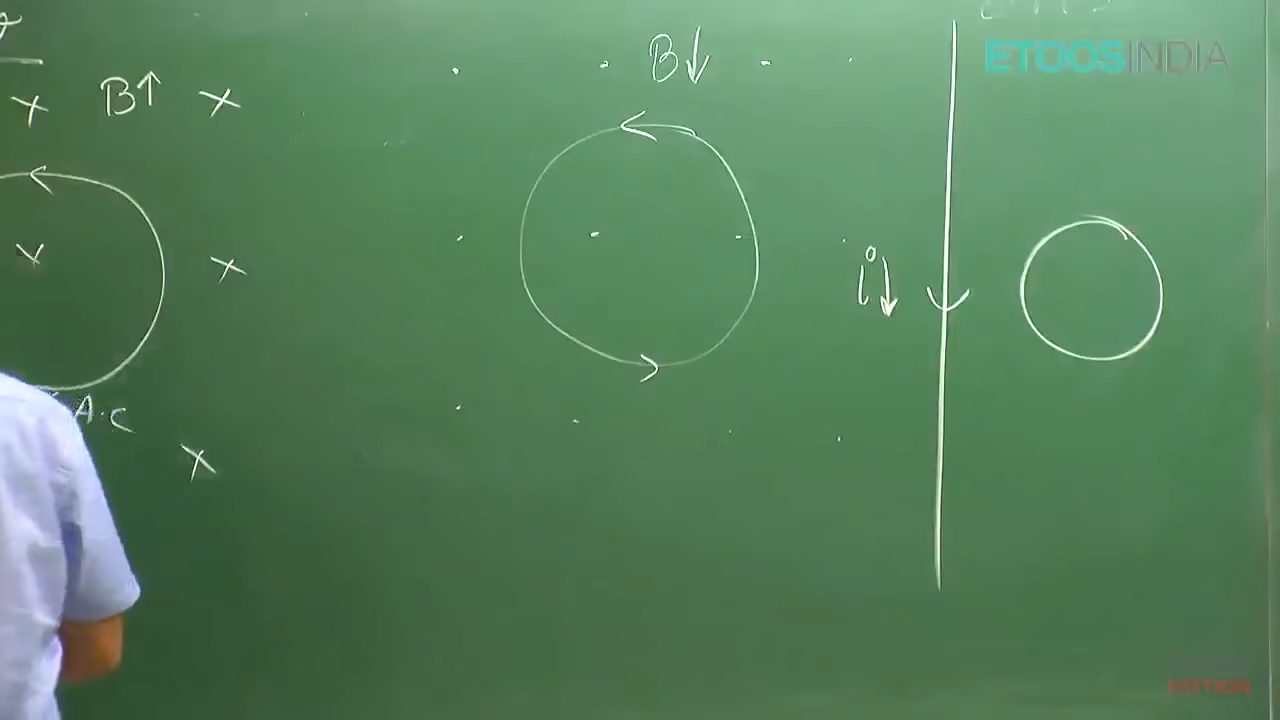 B↓
ETOOSINDIA
B↑
× ×
× ×
i↓
A.C
×